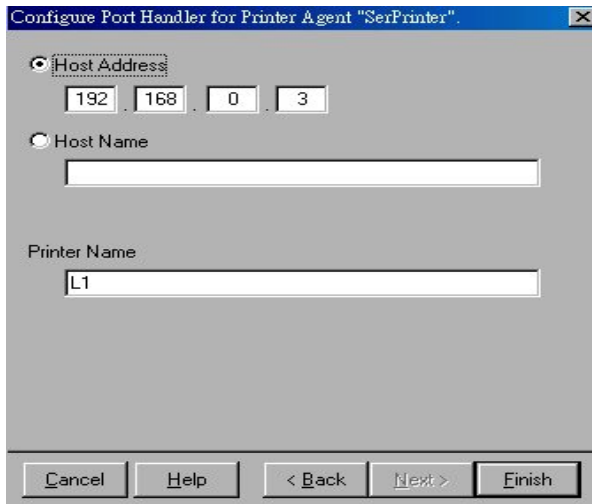 Configure Port Handler for Printer Agent "SerPrinter".
Host Address
192 . 168 . 0 . 3
Host Name
Printer Name
L1
Cancel Help < Back Next > Finish